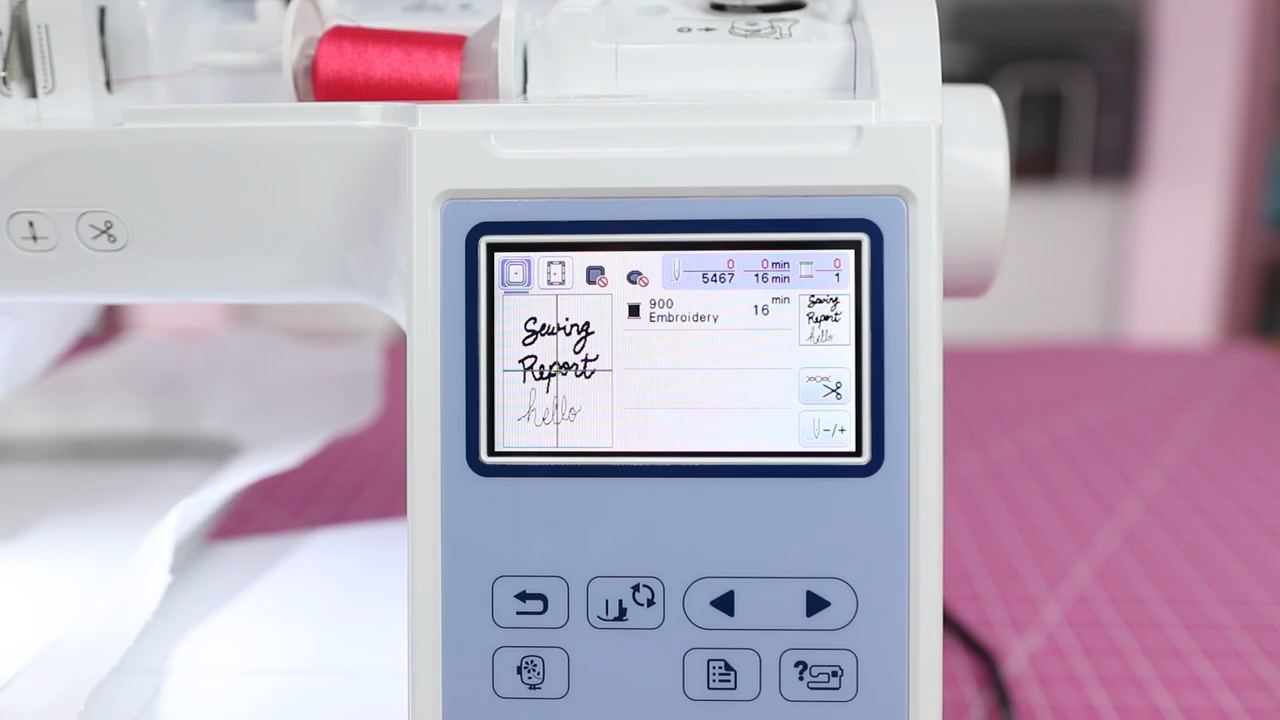 0 0 min 0
5467 16 min 1
900
Embroidery 16 min
Sewing
Report
hello
Sewing
Report
hello
-/+
?